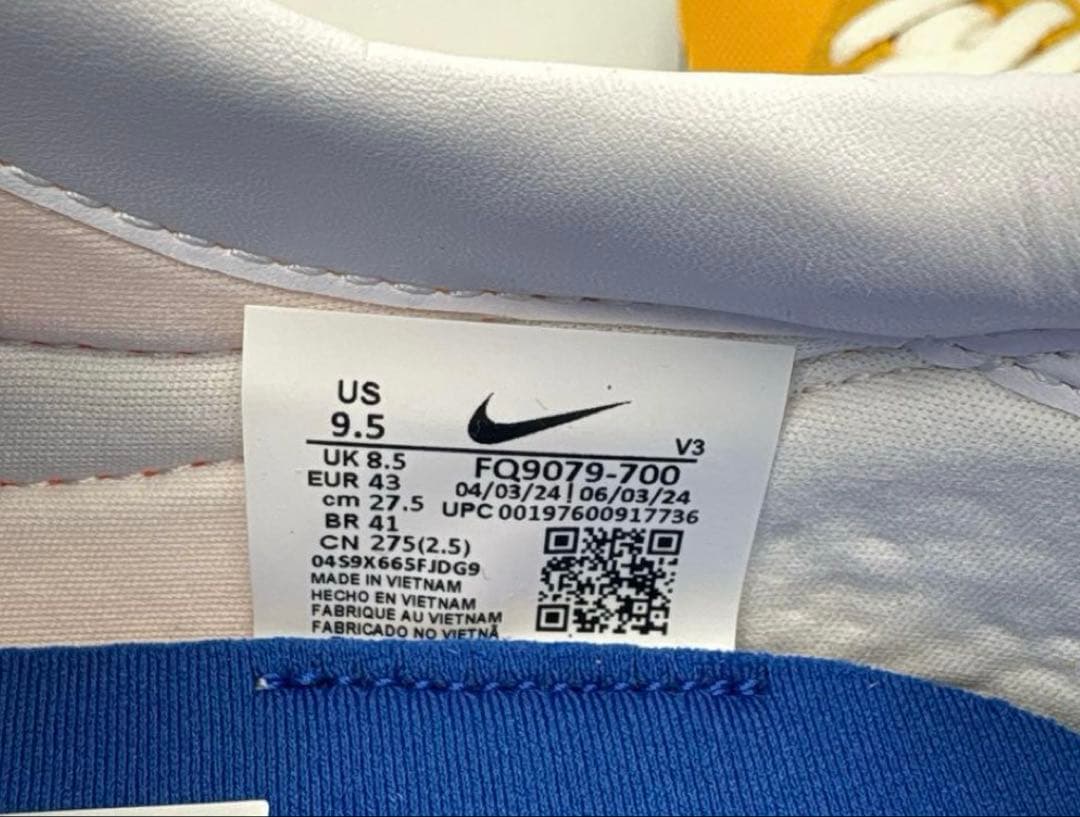 US
9.5
V3
UK 8.5
EUR 43
cm 27.5
BR 41
CN 275(2.5)
FQ9079-700
04/03/24 | 06/03/24
UPC 00197600917736
04S9X665FJDG9
MADE IN VIETNAM
HECHO EN VIETNAM
FABRIQUE AU VIETNAM
FABRICADO NO VIETNÃ